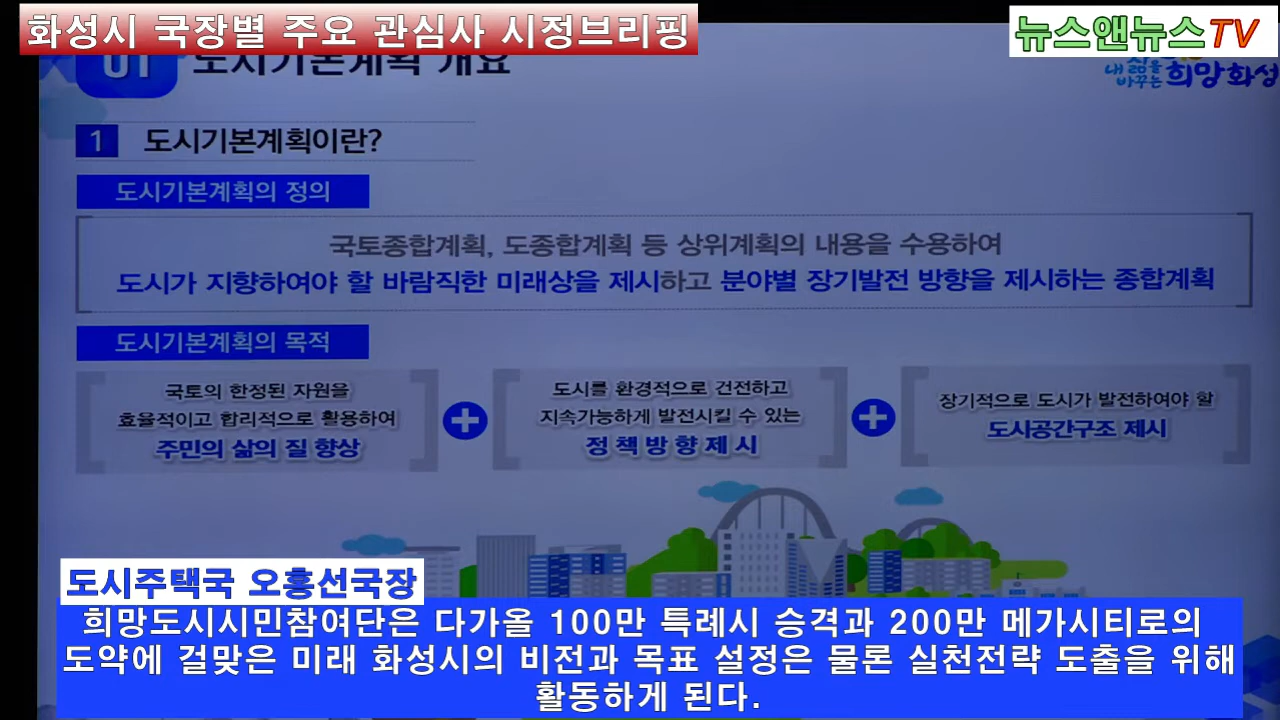 화성시 국장별 주요 관심사 시정브리핑
뉴스앤뉴스TV
01 도시기본계획 개요
내 삶을 바꾸는 희망화성
1 도시기본계획이란?
도시기본계획의 정의
국토종합계획, 도종합계획 등 상위계획의 내용을 수용하여
도시가 지향하여야 할 바람직한 미래상을 제시하고 분야별 장기발전 방향을 제시하는 종합계획
도시기본계획의 목적
국토의 한정된 자원을
효율적이고 합리적으로 활용하여
주민의 삶의 질 향상
도시를 환경적으로 건전하고
지속가능하게 발전시킬 수 있는
정책방향제시
장기적으로 도시가 발전하여야 할
도시공간구조 제시
도시주택국 오홍선국장
희망도시시민참여단은 다가올 100만 특례시 승격과 200만 메가시티로의
도약에 걸맞은 미래 화성시의 비전과 목표 설정은 물론 실천전략 도출을 위해
활동하게 된다.